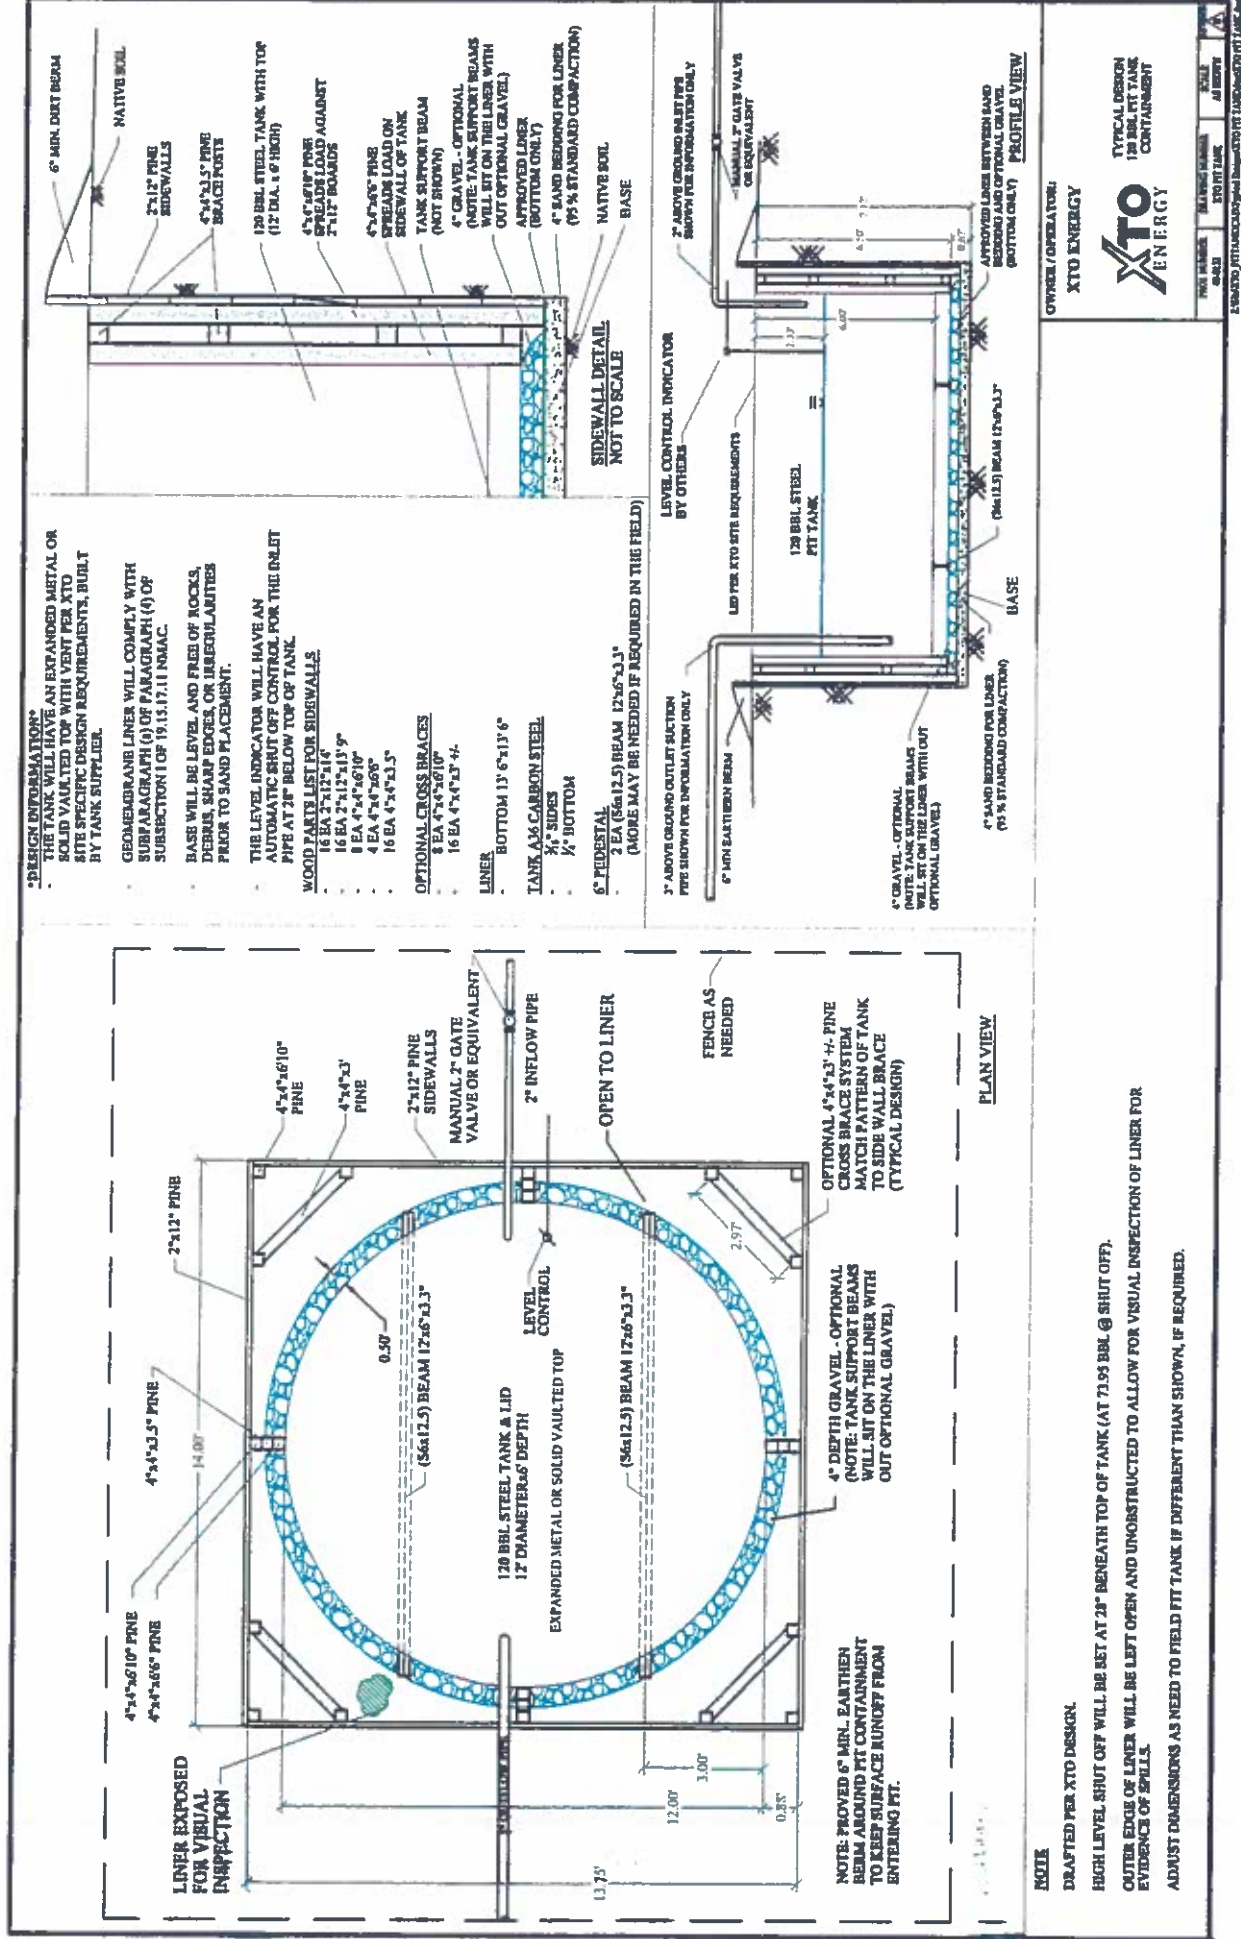 *DESIGN INFORMATION*
- THE TANK WILL HAVE AN EXPANDED METAL OR
SOLID VAULTED TOP WITH VENT PER XTO
SITE SPECIFIC DESIGN REQUIREMENTS, BUILT
BY TANK SUPPLIER.
- GEOMEMBRANE LINER WILL COMPLY WITH
SUBPARAGRAPH (a) OF PARAGRAPH (4) OF
SUBSECTION I OF 19.15.17.11 NMAC.
- BASE WILL BE LEVEL AND FREE OF ROCKS,
DEBRIS, SHARP EDGES, OR IRREGULARITIES
PRIOR TO SAND PLACEMENT.
- THE LEVEL INDICATOR WILL HAVE AN
AUTOMATIC SHUT OFF CONTROL FOR THE INLET
PIPE AT 28" BELOW TOP OF TANK.
WOOD PARTS LIST FOR SIDEWALLS
- 16 EA 2"x12"x14'
- 16 EA 2"x12"x13' 9"
- 8 EA 4"x4"x6'10"
- 4 EA 4"x4"x6'6"
- 16 EA 4"x4"x3.5"
OPTIONAL CROSS BRACES
- 8 EA 4"x4"x6'10"
- 16 EA 4"x4"x3' +/-
LINER
- BOTTOM 13' 6"x13' 6"
TANK A36 CARBON STEEL
- SIDES
- BOTTOM
6" PEDESTAL
- 2 EA (S6x12.5) BEAM 12'x6"x3.3"
(MORE MAY BE NEEDED IF REQUIRED IN THE FIELD)
6" MIN. DIRT BERM
NATIVE SOIL
2"x12" PINE
SIDEWALLS
4"x4"x3.5" PINE
BRACE POSTS
120 BBL STEEL TANK WITH TOP
(12' DIA. x 6' HIGH)
4"x4"x6'10" PINE
SPREADS LOAD AGAINST
2"x12" BOARDS
4"x4"x6'6" PINE
SPREADS LOAD ON
SIDEWALL OF TANK
TANK SUPPORT BEAM
(NOT SHOWN)
4" GRAVEL - OPTIONAL
(NOTE: TANK SUPPORT BEAMS
WILL SIT ON THE LINER WITH
OUT OPTIONAL GRAVEL)
APPROVED LINER
(BOTTOM ONLY)
4" SAND BEDDING FOR LINER
(95 % STANDARD COMPACTION)
NATIVE SOIL
BASE
SIDEWALL DETAIL
NOT TO SCALE
4"x4"x6'10" PINE
4"x4"x6'6" PINE
4"x4"x3.5" PINE
2"x12" PINE
4"x4"x6'10"
PINE
4"x4"x3'
PINE
2"x12" PINE
SIDEWALLS
MANUAL 2" GATE
VALVE OR EQUIVALENT
2" INFLOW PIPE
OPEN TO LINER
FENCE AS
NEEDED
OPTIONAL 4"x4"x3' +/- PINE
CROSS BRACE SYSTEM
MATCH PATTERN OF TANK
TO SIDE WALL BRACE
(TYPICAL DESIGN)
LINER EXPOSED
FOR VISUAL
INSPECTION
14.00'
0.50'
(S6x12.5) BEAM 12'x6"x3.3"
LEVEL
CONTROL
120 BBL STEEL TANK & LID
12' DIAMETERx6' DEPTH
EXPANDED METAL OR SOLID VAULTED TOP
(S6x12.5) BEAM 12'x6"x3.3"
2.97'
3.00'
12.00'
0.88'
13.75'
4" DEPTH GRAVEL - OPTIONAL
(NOTE: TANK SUPPORT BEAMS
WILL SIT ON THE LINER WITH
OUT OPTIONAL GRAVEL)
NOTE: PROVED 6" MIN. EARTHEN
BERM AROUND PIT CONTAINMENT
TO KEEP SURFACE RUNOFF FROM
ENTERING PIT.
PLAN VIEW
3" ABOVE GROUND OUTLET SUCTION
PIPE SHOWN FOR INFORMATION ONLY
6" MIN EARTHERN BERM
LEVEL CONTROL INDICATOR
BY OTHERS
LID PER XTO SITE REQUIREMENTS
120 BBL STEEL
PIT TANK
2" ABOVE GROUND INLET PIPE
SHOWN FOR INFORMATION ONLY
MANUAL 2" GATE VALVE
OR EQUIVALENT
2.33'
6.00'
4" GRAVEL - OPTIONAL
(NOTE: TANK SUPPORT BEAMS
WILL SIT ON THE LINER WITH OUT
OPTIONAL GRAVEL)
4" SAND BEDDING FOR LINER
(95 % STANDARD COMPACTION)
BASE
(S6x12.5) BEAM 12'x6"x3.3"
APPROVED LINER BETWEEN SAND
BEDDING AND OPTIONAL GRAVEL
(BOTTOM ONLY)
PROFILE VIEW
NOTE
DRAFTED PER XTO DESIGN.
HIGH LEVEL SHUT OFF WILL BE SET AT 28" BENEATH TOP OF TANK (AT 73.95 BBL @ SHUT OFF).
OUTER EDGE OF LINER WILL BE LEFT OPEN AND UNOBSTRUCTED TO ALLOW FOR VISUAL INSPECTION OF LINER FOR
EVIDENCE OF SPILLS.
ADJUST DIMENSIONS AS NEED TO FIELD FIT TANK IF DIFFERENT THAN SHOWN, IF REQUIRED.
OWNER / OPERATOR:
XTO ENERGY
XTO
ENERGY
TYPICAL DESIGN
120 BBL PIT TANK
CONTAINMENT
DRAWING NUMBER
XTO PIT TANK
SCALE
AS SHOWN